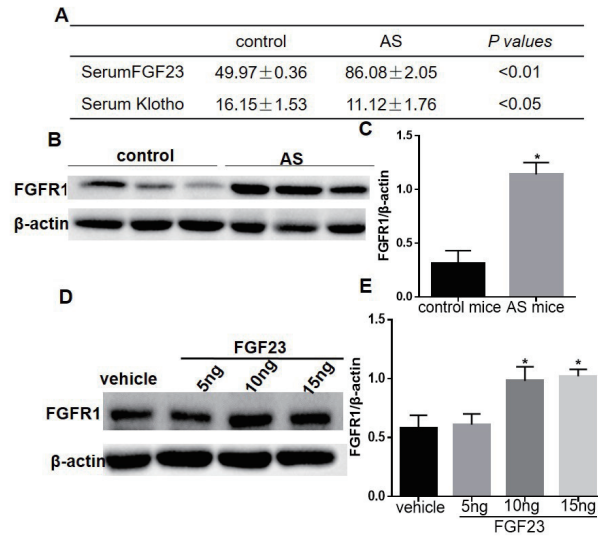 A
control AS P values
SerumFGF23 49.97±0.36 86.08±2.05 <0.01
Serum Klotho 16.15±1.53 11.12±1.76 <0.05
B
control AS
FGFR1
β-actin
C
FGFR1/β-actin
1.5
1.0
0.5
0.0
*
control mice AS mice
D
FGF23
vehicle 5ng 10ng 15ng
FGFR1
β-actin
E
FGFR1/β-actin
1.5
1.0
0.5
0.0
* *
vehicle 5ng 10ng 15ng
FGF23